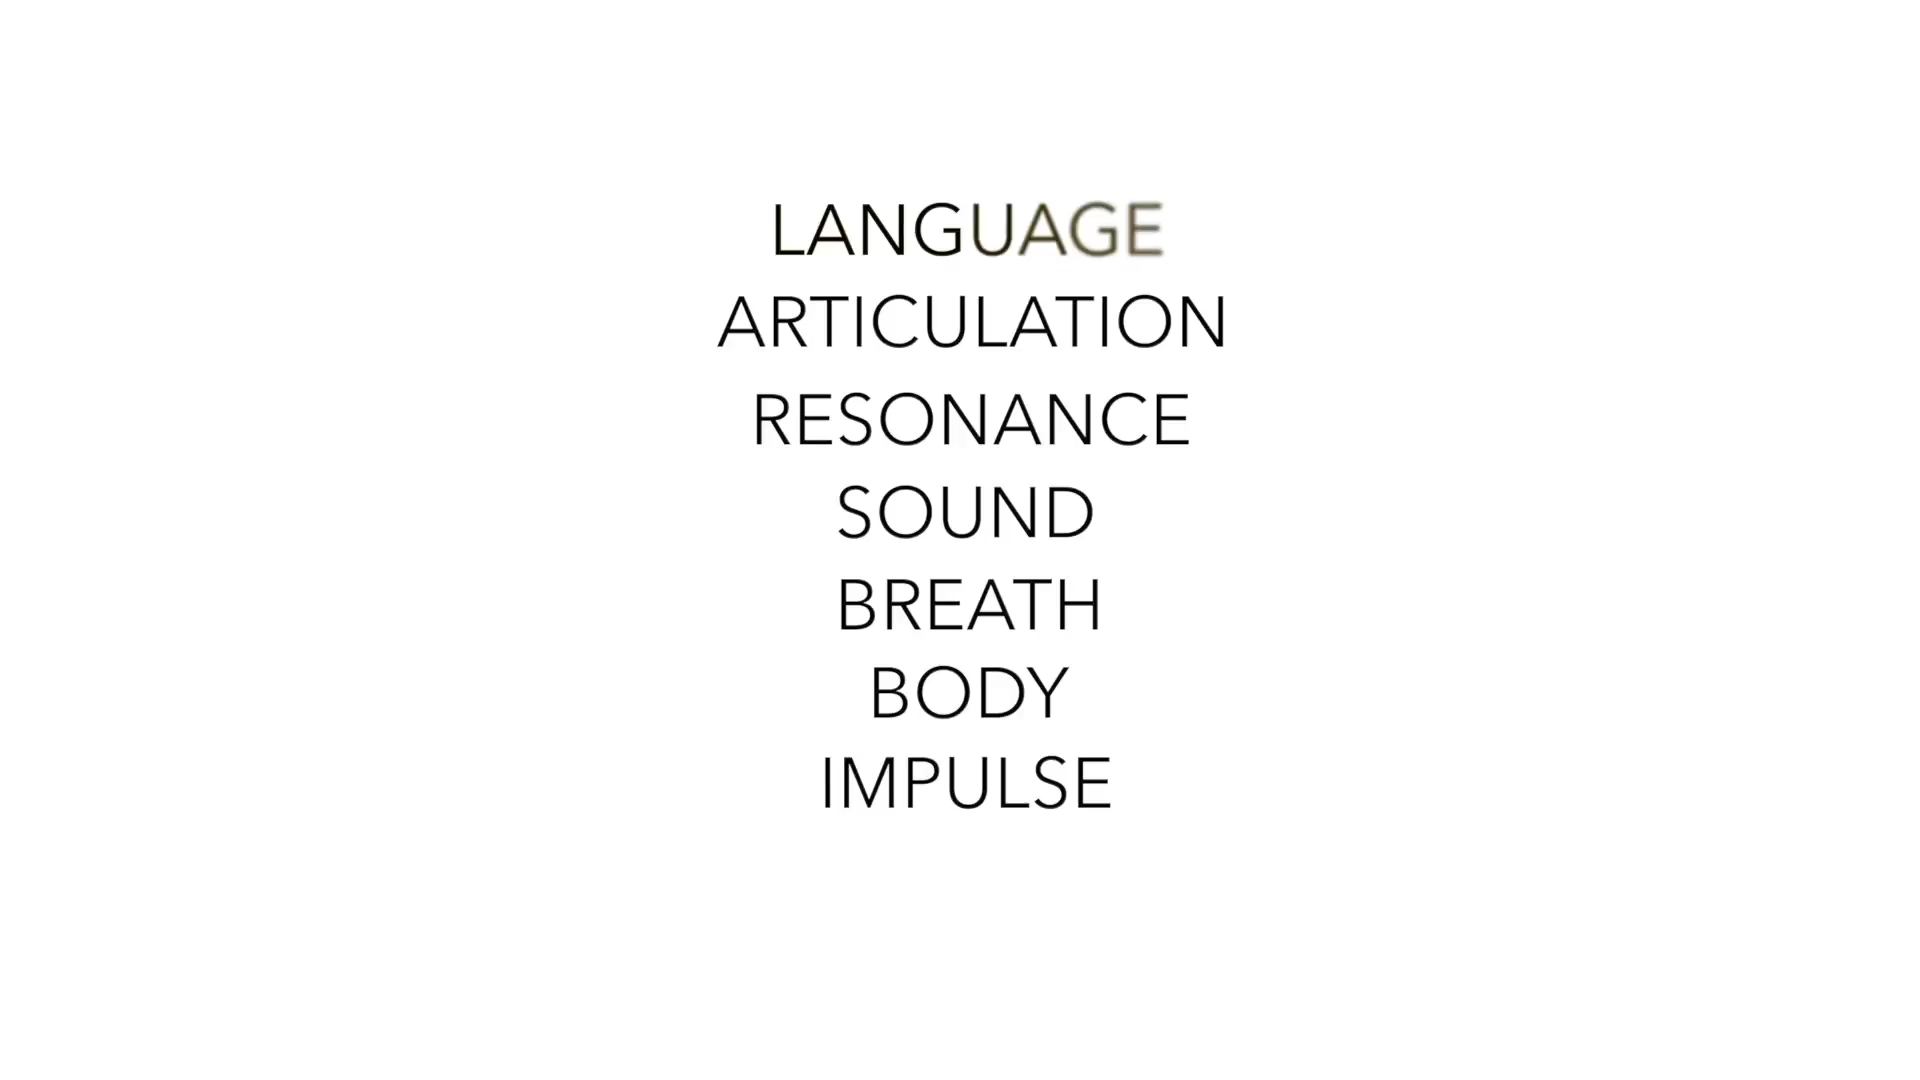 LANGUAGE
ARTICULATION
RESONANCE
SOUND
BREATH
BODY
IMPULSE